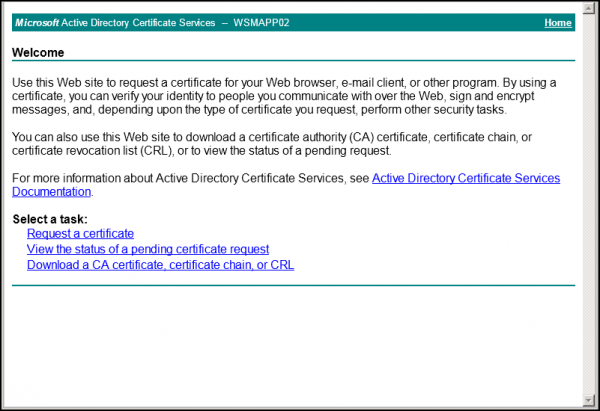 Microsoft Active Directory Certificate Services -- WSMAPP02 Home
Welcome
Use this Web site to request a certificate for your Web browser, e-mail client, or other program. By using a
certificate, you can verify your identity to people you communicate with over the Web, sign and encrypt
messages, and, depending upon the type of certificate you request, perform other security tasks.
You can also use this Web site to download a certificate authority (CA) certificate, certificate chain, or
certificate revocation list (CRL), or to view the status of a pending request.
For more information about Active Directory Certificate Services, see Active Directory Certificate Services
Documentation.
Select a task:
Request a certificate
View the status of a pending certificate request
Download a CA certificate, certificate chain, or CRL